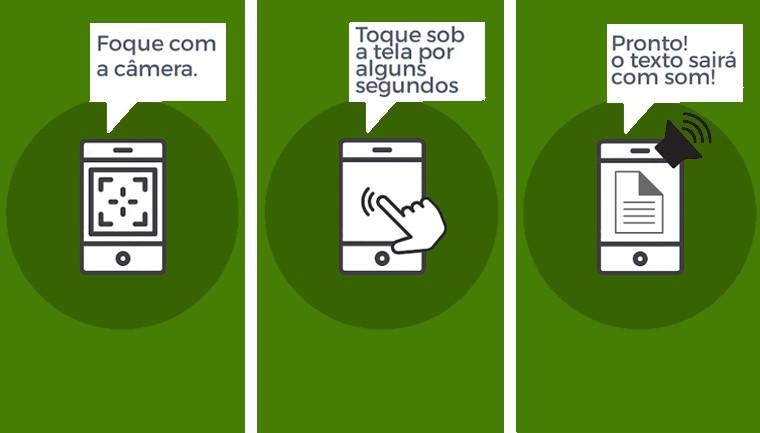 Foque com
a câmera.
Toque sob
a tela por
alguns
segundos
Pronto!
o texto sairá
com som!